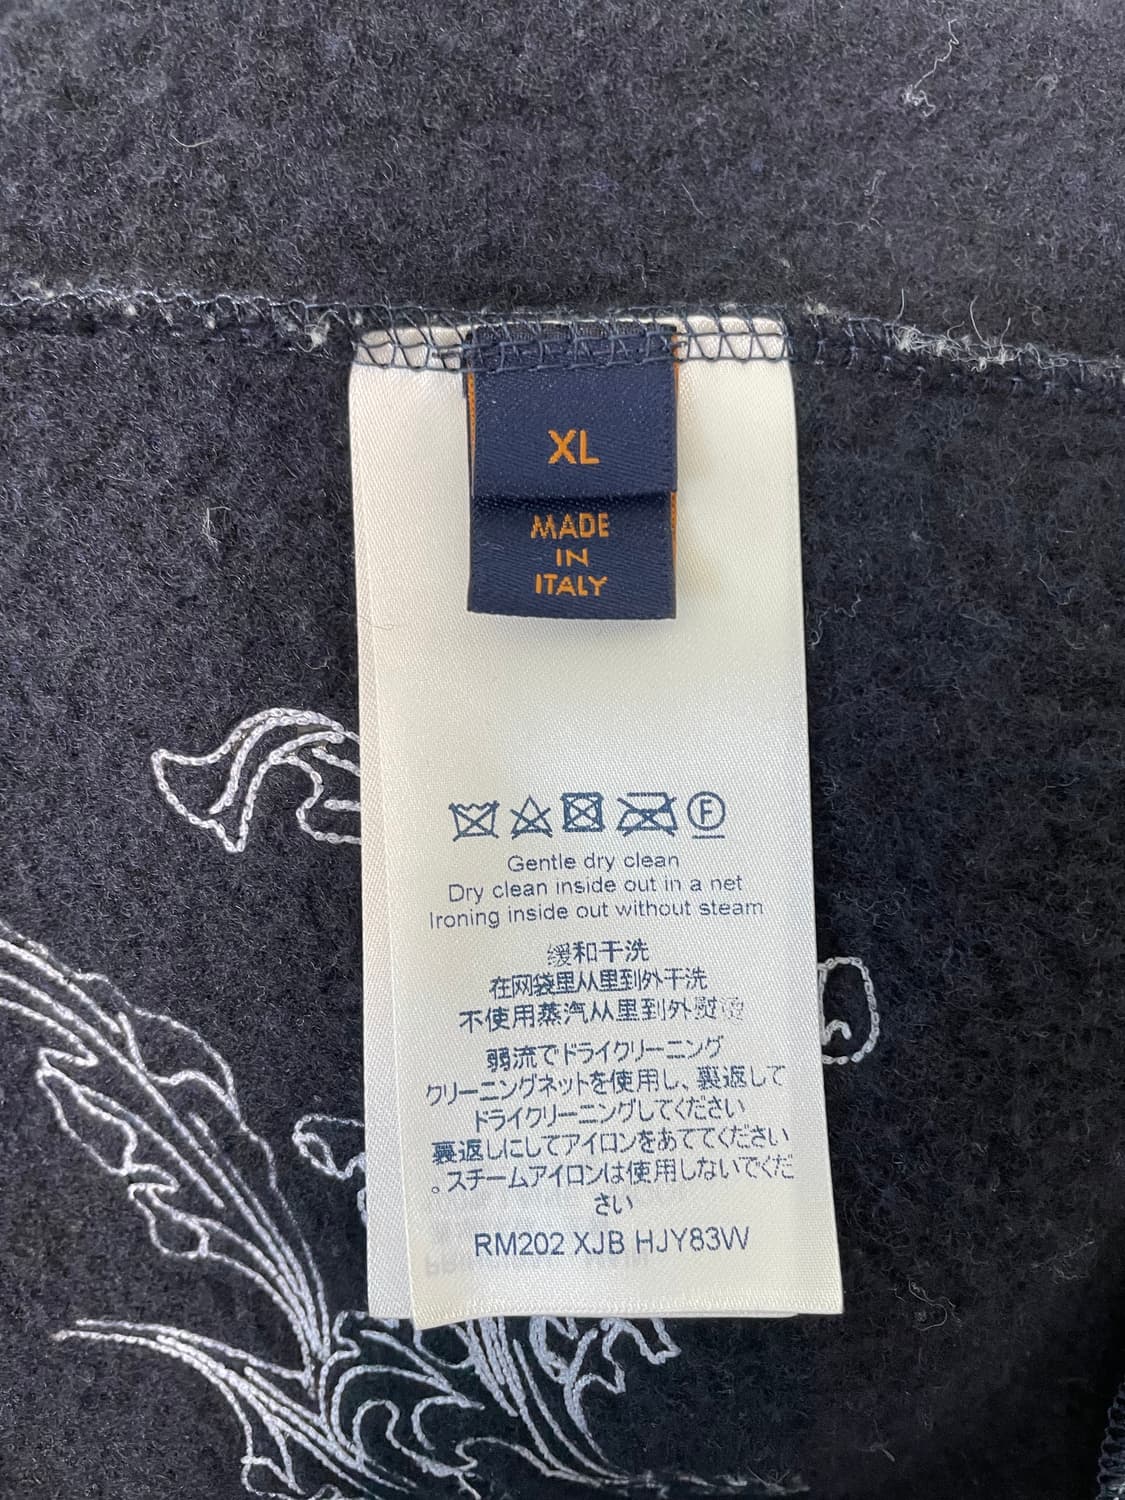 XL
MADE
IN
ITALY
F
Gentle dry clean
Dry clean inside out in a net
Ironing inside out without steam
缓和干洗
在网袋里从里到外干洗
不使用蒸汽从里到外熨烫
弱流でドライクリーニング
クリーニングネットを使用し、裏返して
ドライクリーニングしてください
裏返しにしてアイロンをあててください
。スチームアイロンは使用しないでくだ
さい
RM202 XJB HJY83W